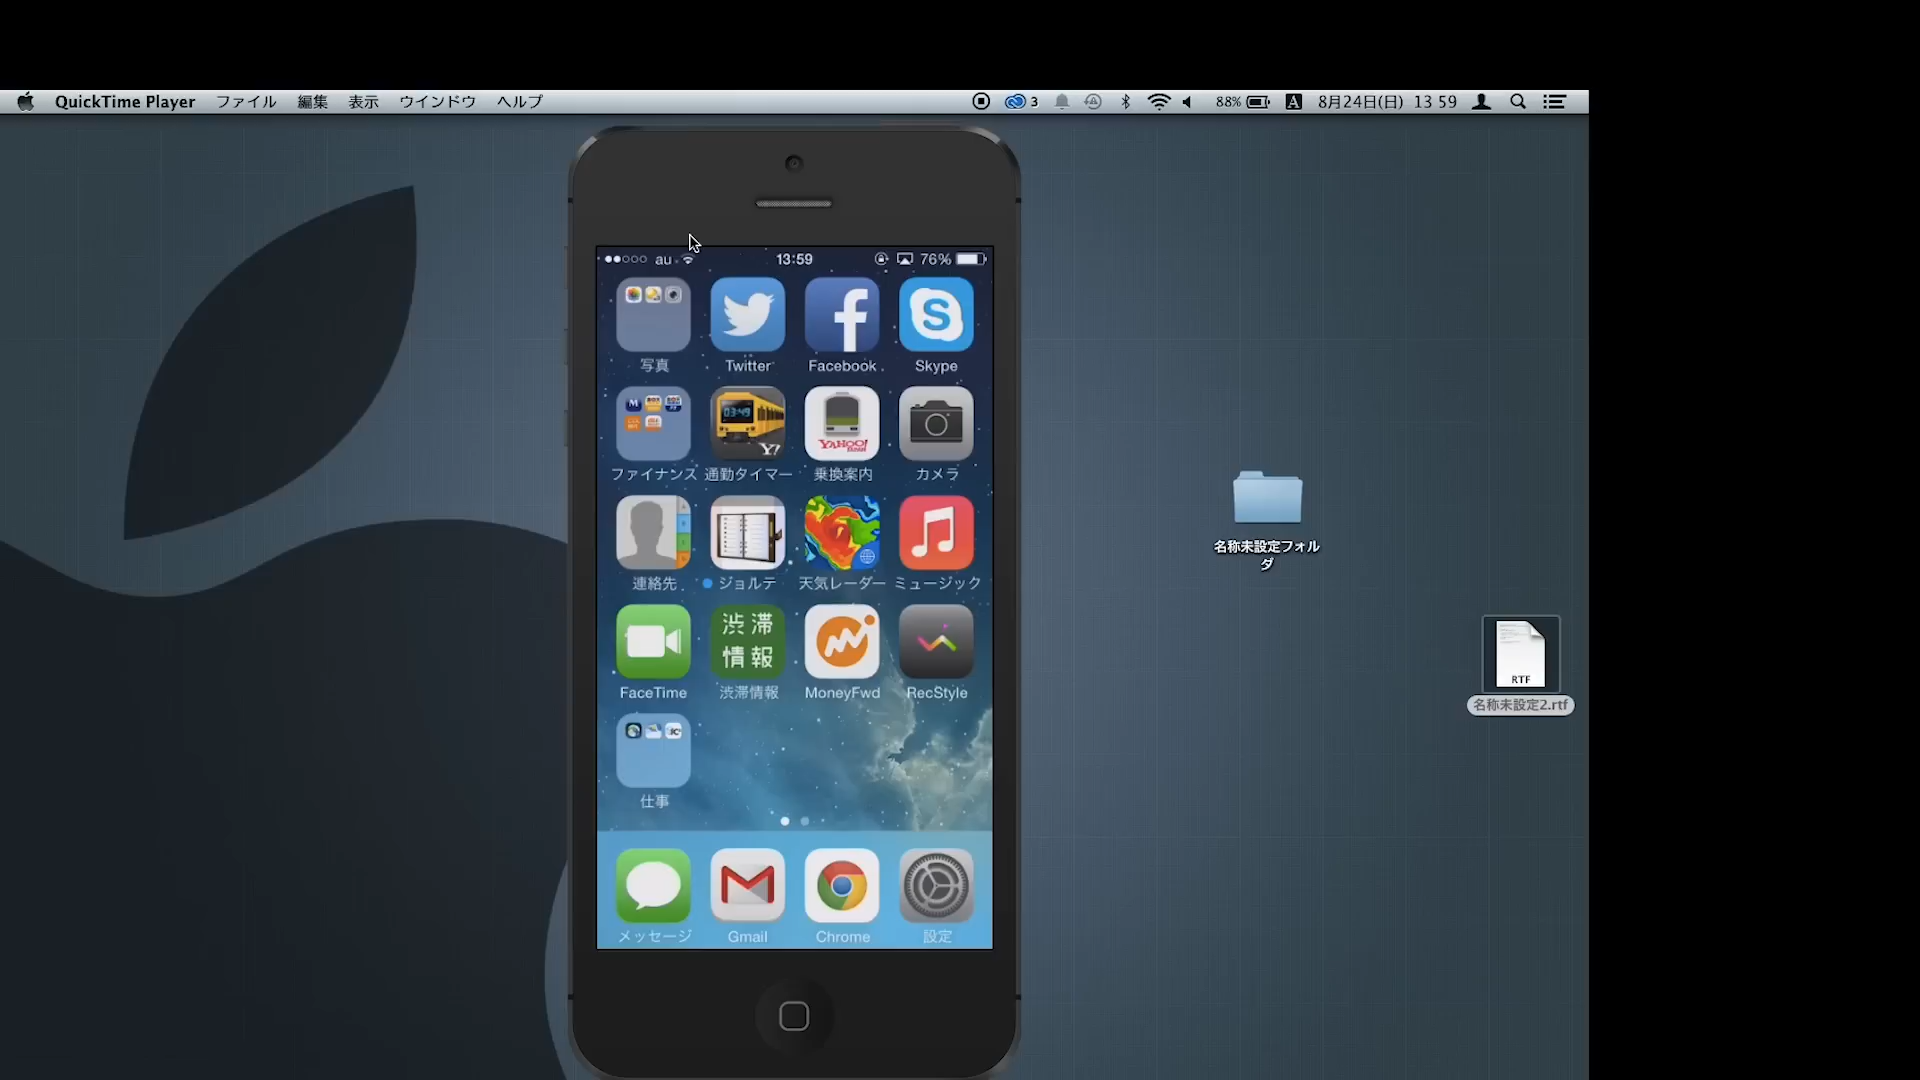 QuickTime Player ファイル 編集 表示 ウインドウ ヘルプ 3 88% A 8月24日(日) 13 59
au 13:59 76%
写真 Twitter Facebook Skype
03:49 Y! YAHOO!
ファイナンス 通勤タイマー 乗換案内 カメラ
連絡先 ジョルテ 天気レーダー ミュージック
渋滞
情報
FaceTime 渋滞情報 MoneyFwd RecStyle
仕事
メッセージ Gmail Chrome 設定
名称未設定フォル
ダ
RTF
名称未設定2.rtf